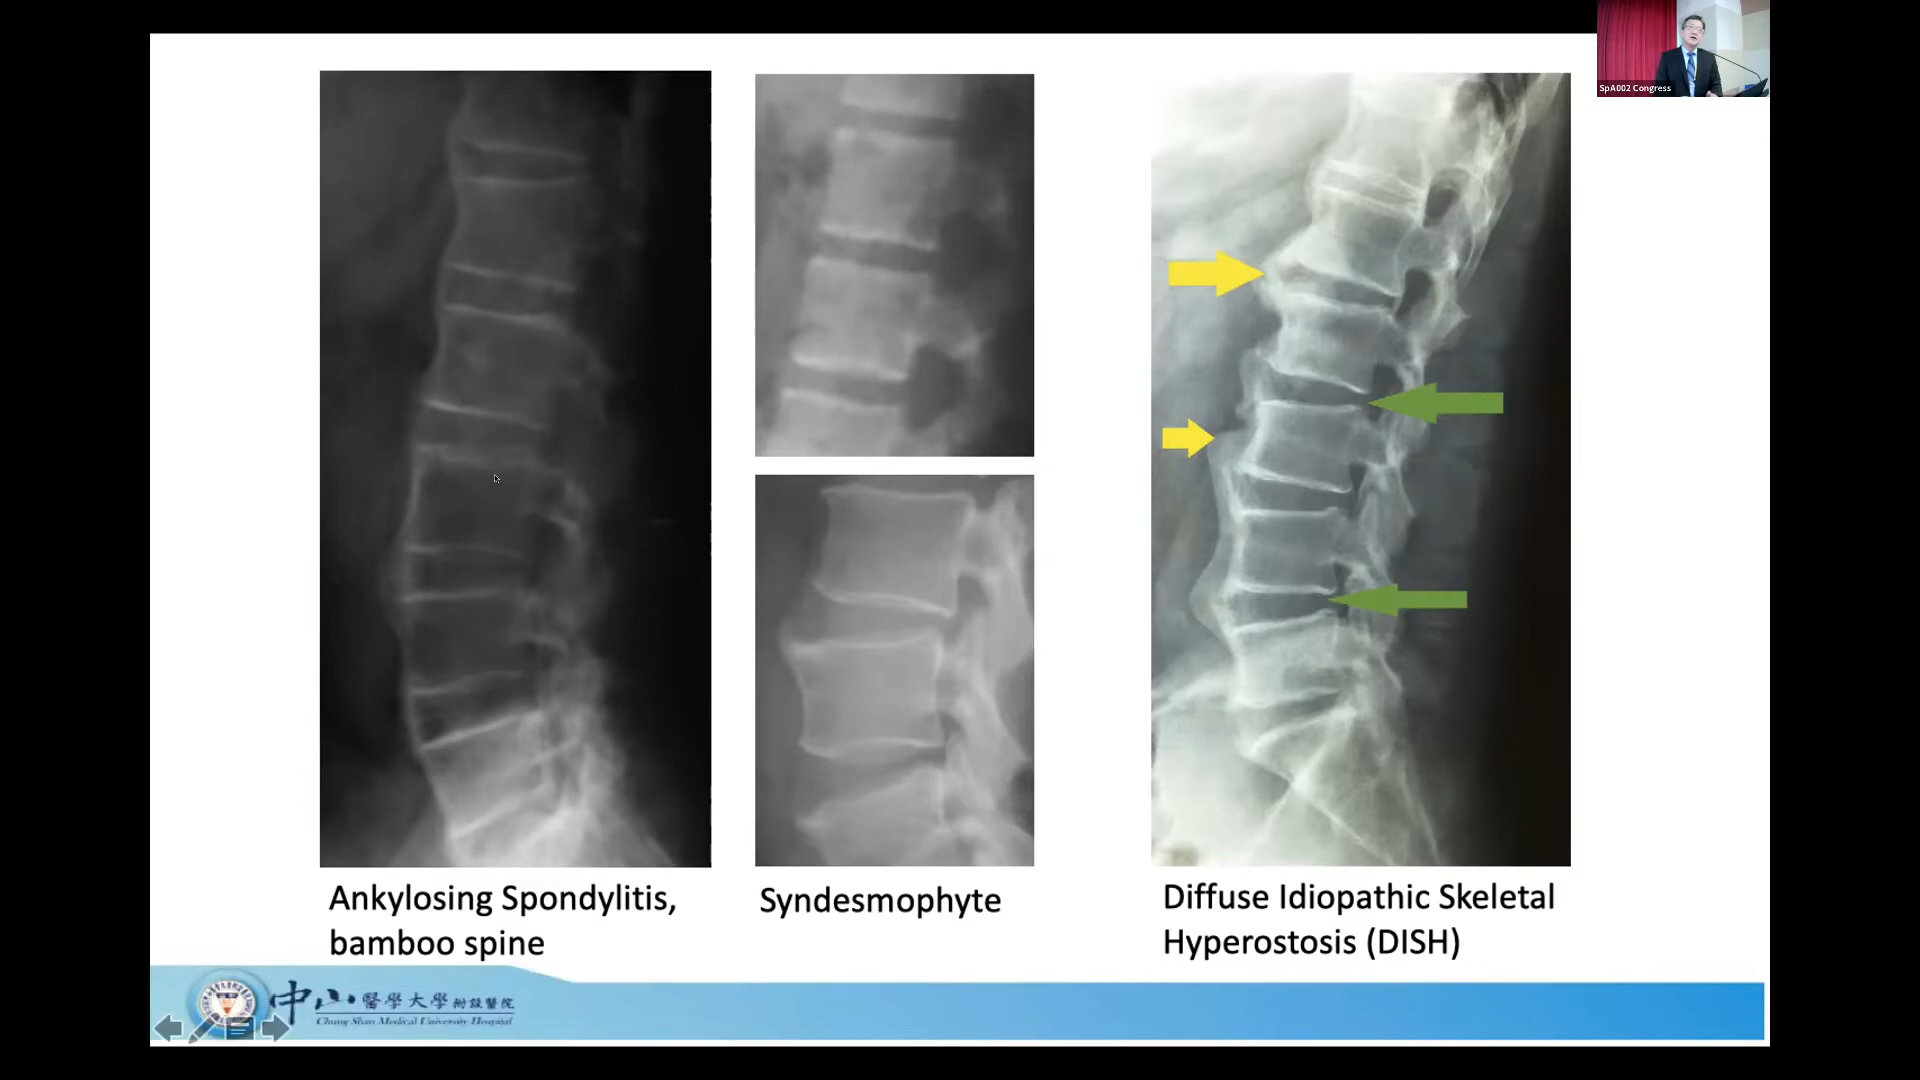 SpA002 Congress
Ankylosing Spondylitis,
bamboo spine
Syndesmophyte
Diffuse Idiopathic Skeletal
Hyperostosis (DISH)
中山醫學大學附設醫院
Chung Shan Medical University Hospital